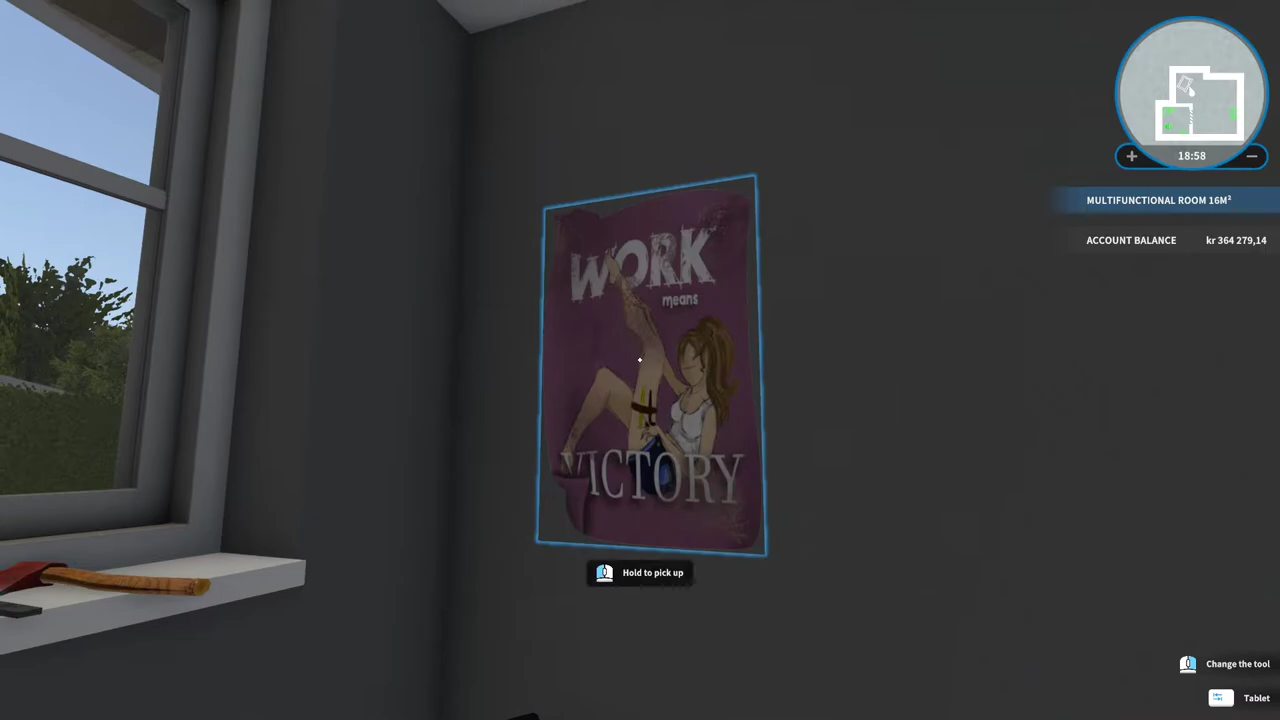 WORK
means
VICTORY
Hold to pick up
18:58
MULTIFUNCTIONAL ROOM 16M²
ACCOUNT BALANCE kr 364 279,14
Change the tool
Tablet